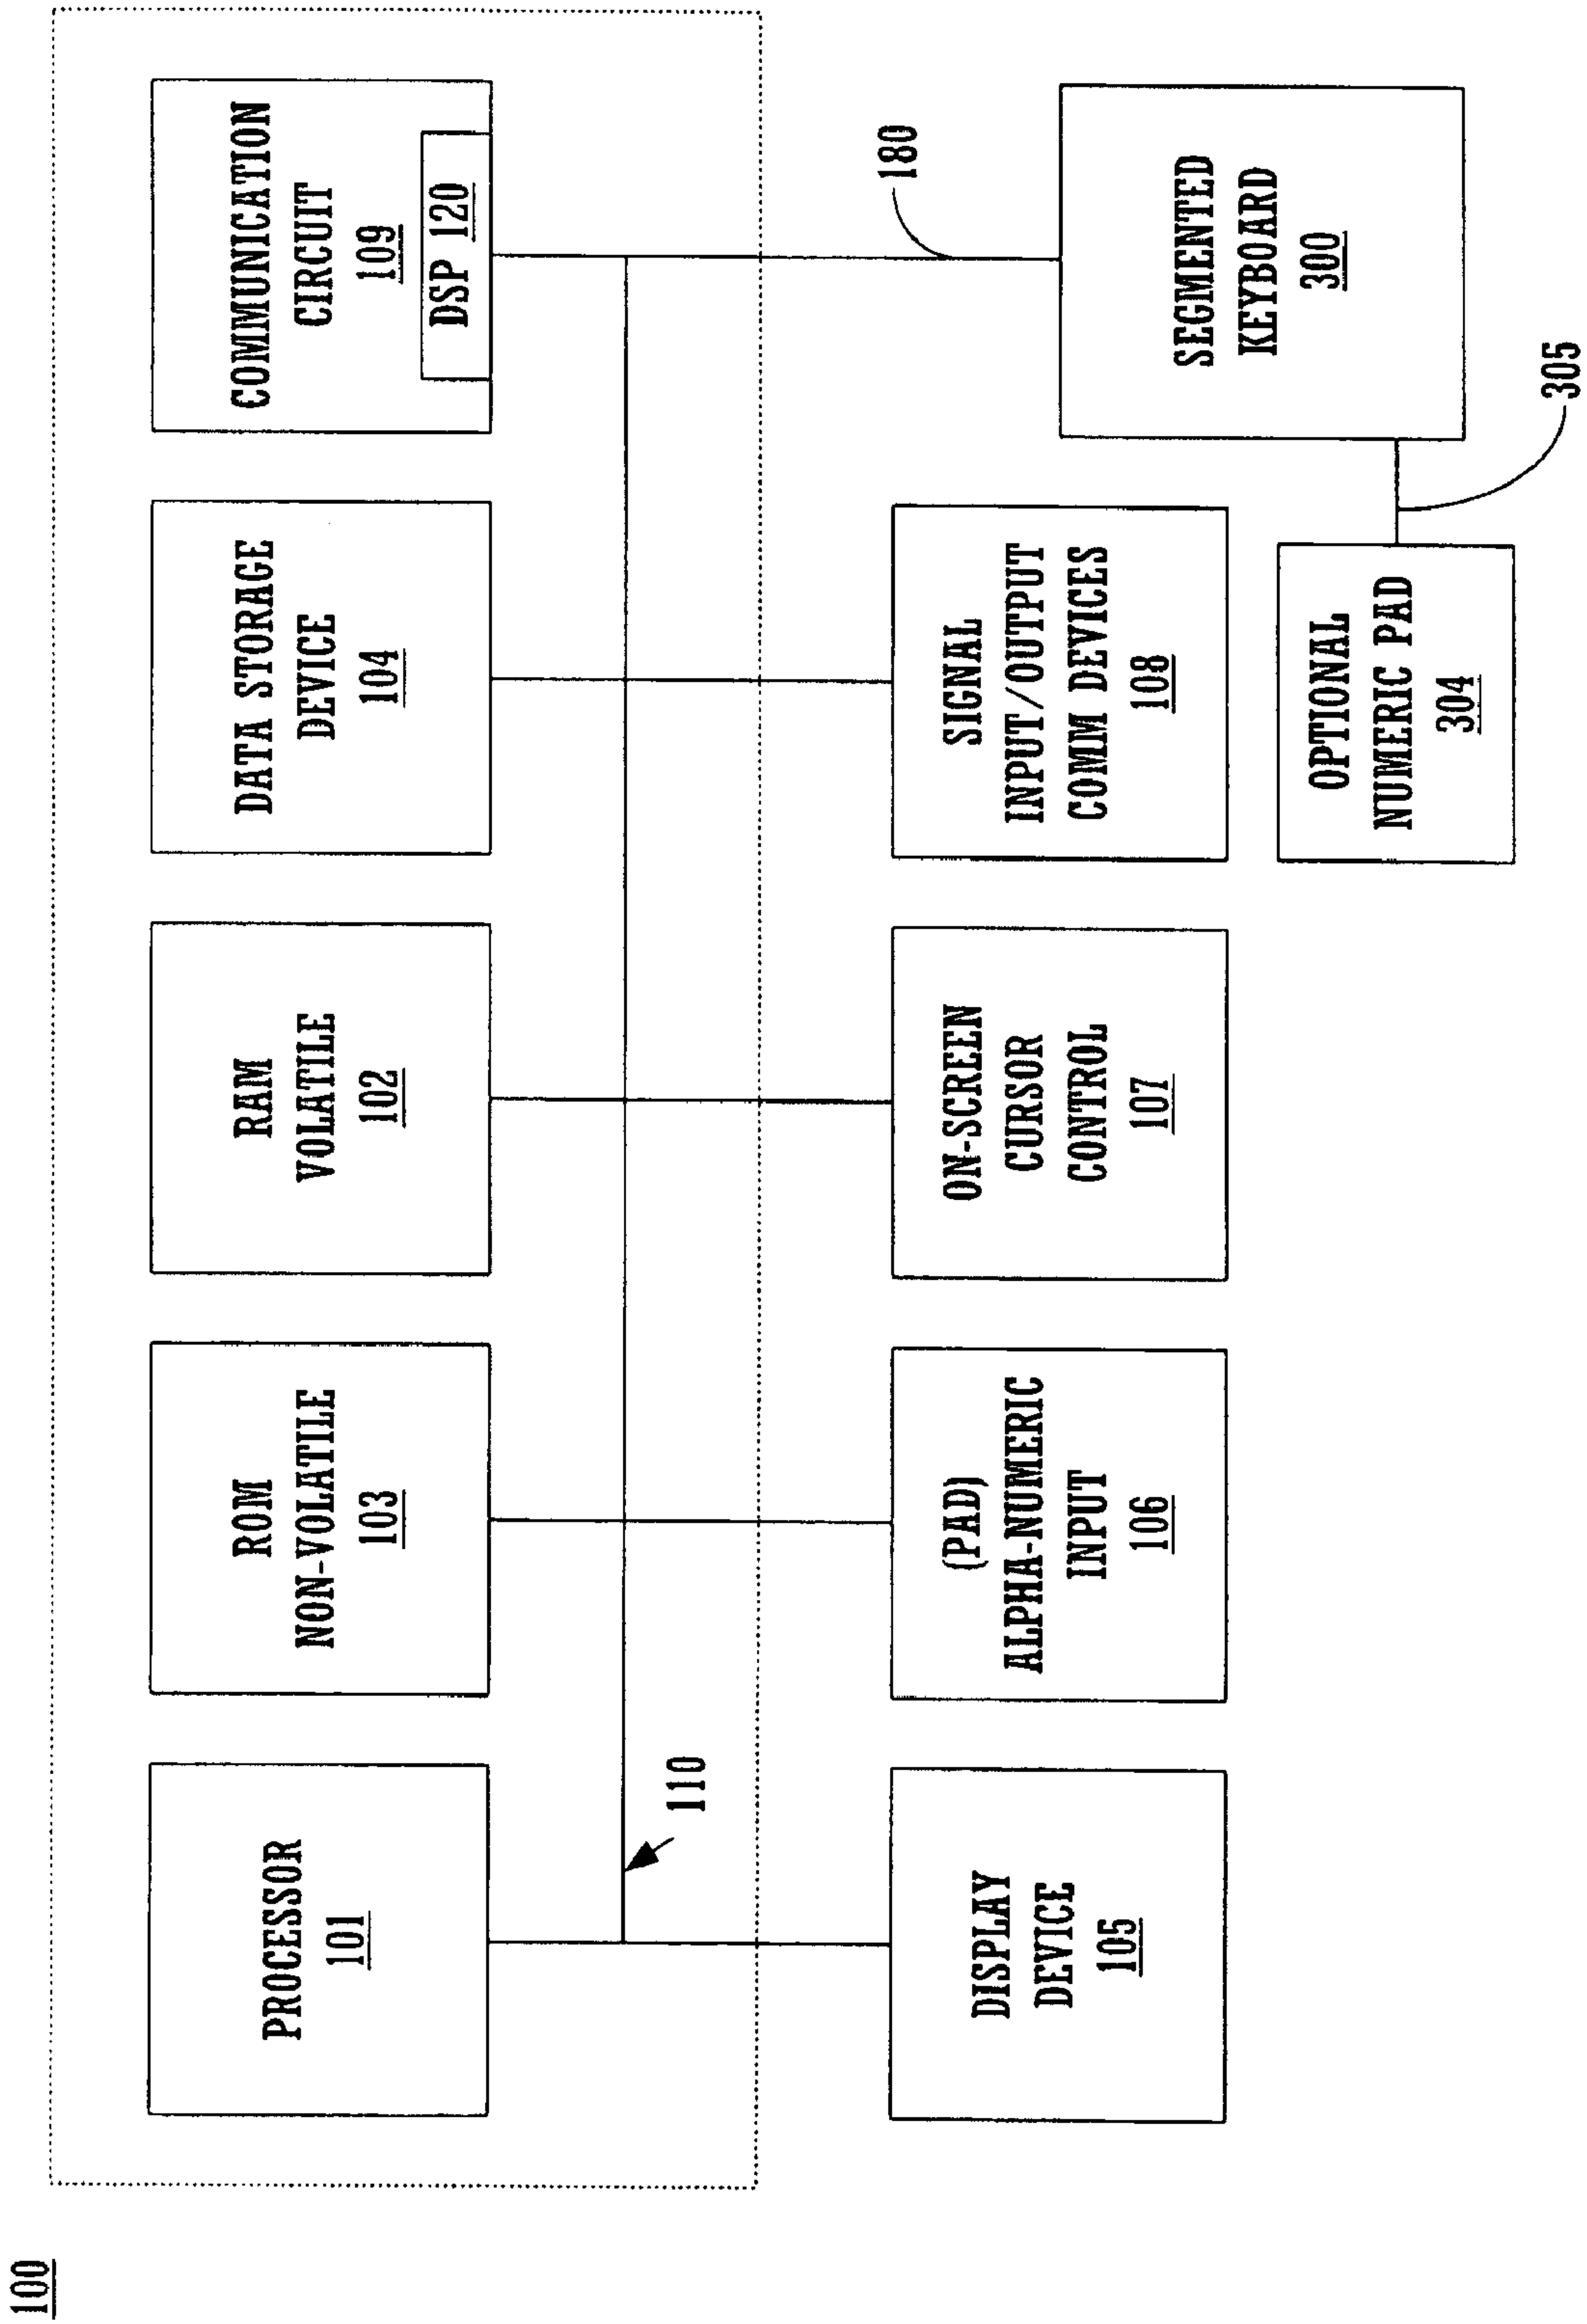 100
PROCESSOR
101
ROM
NON-VOLATILE
103
RAM
VOLATILE
102
DATA STORAGE
DEVICE
104
COMMUNICATION
CIRCUIT
109
DSP 120
110
180
DISPLAY
DEVICE
105
(PAD)
ALPHA-NUMERIC
INPUT
106
ON-SCREEN
CURSOR
CONTROL
107
SIGNAL
INPUT/OUTPUT
COMM DEVICES
108
SEGMENTED
KEYBOARD
300
OPTIONAL
NUMERIC PAD
304
305